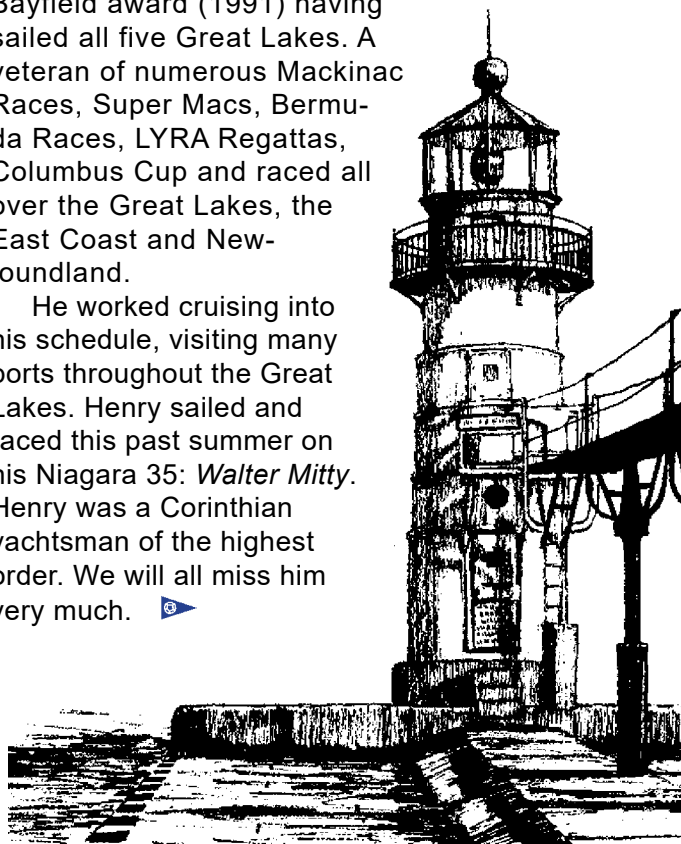 Bayfield award (1991) having
sailed all five Great Lakes. A
veteran of numerous Mackinac
Races, Super Macs, Bermu-
da Races, LYRA Regattas,
Columbus Cup and raced all
over the Great Lakes, the
East Coast and New-
foundland.
He worked cruising into
his schedule, visiting many
ports throughout the Great
Lakes. Henry sailed and
raced this past summer on
his Niagara 35: Walter Mitty.
Henry was a Corinthian
yachtsman of the highest
order. We will all miss him
very much.